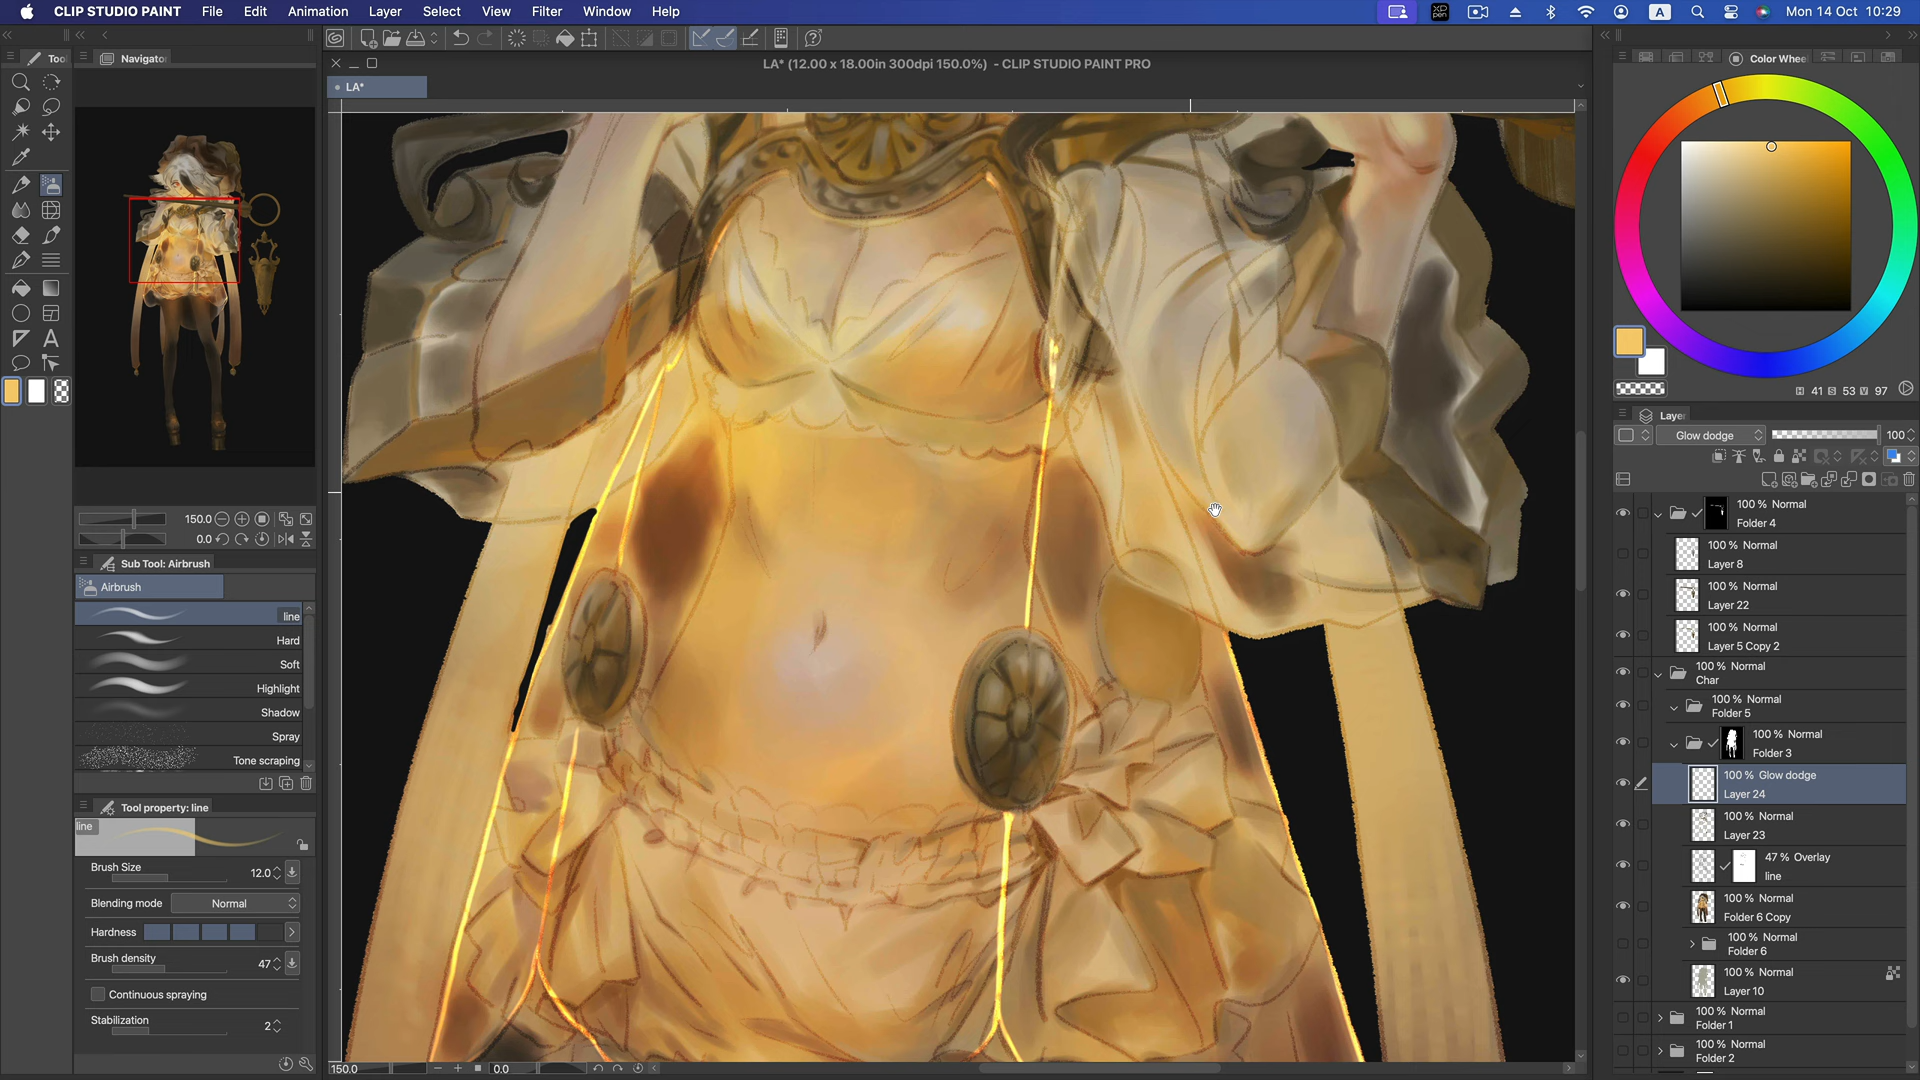 CLIP STUDIO PAINT File Edit Animation Layer Select View Filter Window Help
XD pen
A
Mon 14 Oct 10:29
Too
Navigato
LA* (12.00 x 18.00in 300dpi 150.0%) - CLIP STUDIO PAINT PRO
Color Whee
LA*
A
150.0
0.0
Sub Tool: Airbrush
Airbrush
line
Hard
Soft
Highlight
Shadow
Spray
Tone scraping
Tool property: line
line
Brush Size
12.0
Blending mode
Normal
Hardness
Brush density
47
Continuous spraying
Stabilization
2
150.0
0.0
H 41 S 53 V 97
Laye
Glow dodge
100
100 % Normal
Folder 4
100 % Normal
Layer 8
100 % Normal
Layer 22
100 % Normal
Layer 5 Copy 2
100 % Normal
Char
100 % Normal
Folder 5
100 % Normal
Folder 3
100 % Glow dodge
Layer 24
100 % Normal
Layer 23
47 % Overlay
line
100 % Normal
Folder 6 Copy
100 % Normal
Folder 6
100 % Normal
Layer 10
100 % Normal
Folder 1
100 % Normal
Folder 2